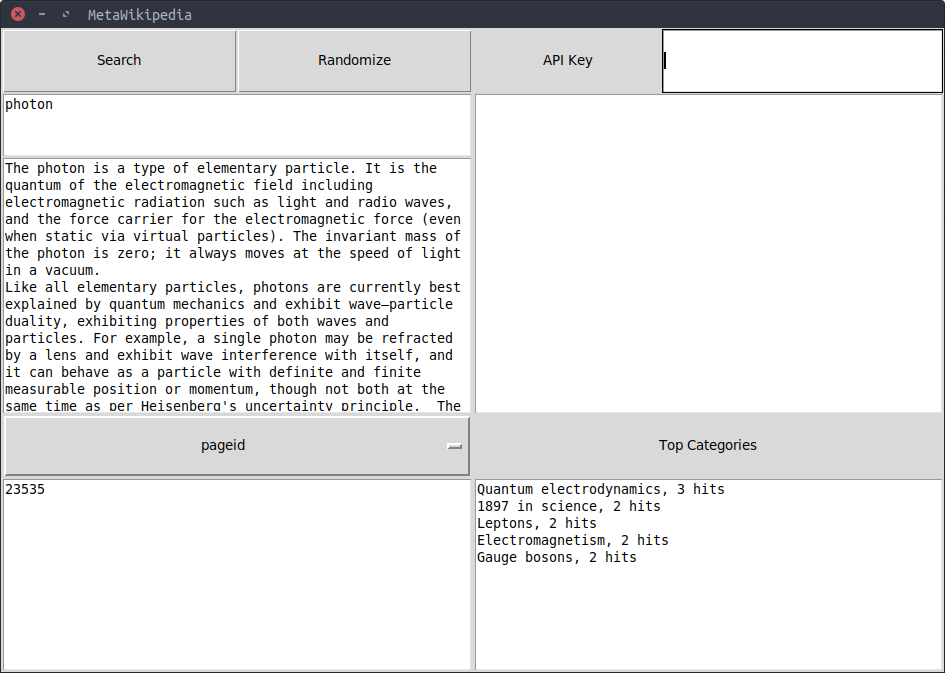 MetaWikipedia
Search
Randomize
API Key
photon
The photon is a type of elementary particle. It is the
quantum of the electromagnetic field including
electromagnetic radiation such as light and radio waves,
and the force carrier for the electromagnetic force (even
when static via virtual particles). The invariant mass of
the photon is zero; it always moves at the speed of light
in a vacuum.
Like all elementary particles, photons are currently best
explained by quantum mechanics and exhibit wave–particle
duality, exhibiting properties of both waves and
particles. For example, a single photon may be refracted
by a lens and exhibit wave interference with itself, and
it can behave as a particle with definite and finite
measurable position or momentum, though not both at the
same time as per Heisenberg's uncertainty principle.  The
pageid
Top Categories
23535
Quantum electrodynamics, 3 hits
1897 in science, 2 hits
Leptons, 2 hits
Electromagnetism, 2 hits
Gauge bosons, 2 hits